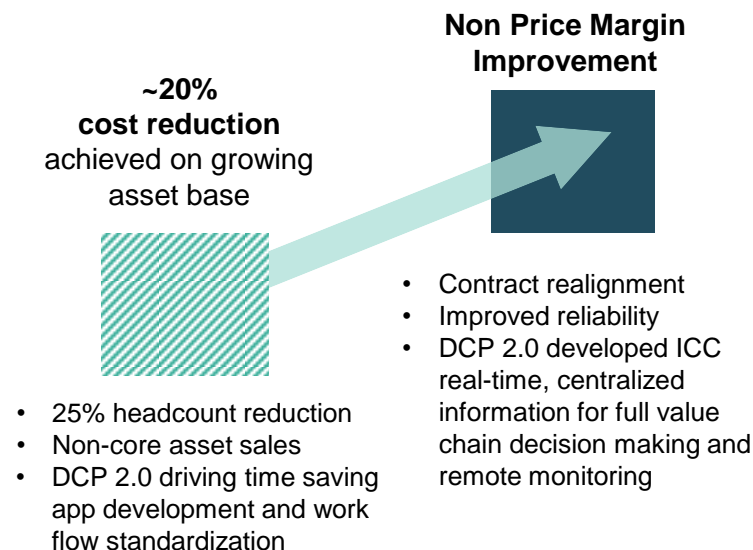 ~20%
cost reduction
achieved on growing
asset base
• 25% headcount reduction
• Non-core asset sales
• DCP 2.0 driving time saving
app development and work
flow standardization
Non Price Margin
Improvement
• Contract realignment
• Improved reliability
• DCP 2.0 developed ICC
real-time, centralized
information for full value
chain decision making and
remote monitoring